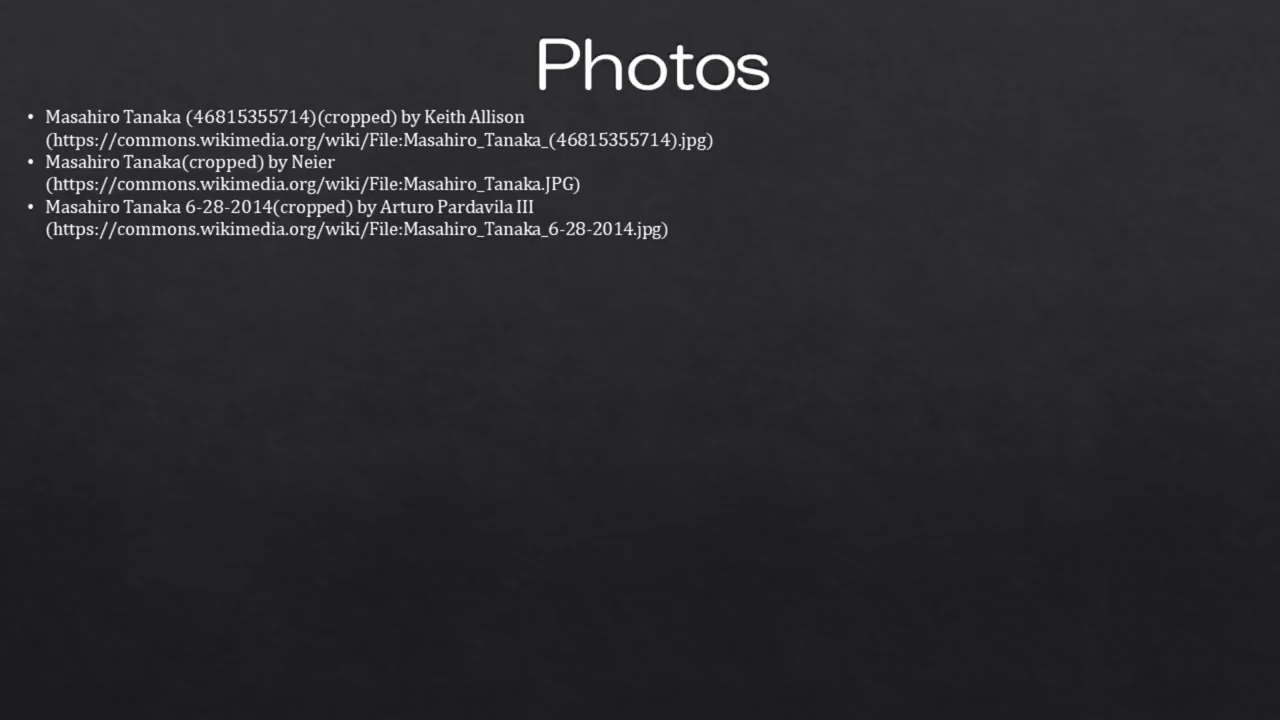 Photos
• Masahiro Tanaka (46815355714)(cropped) by Keith Allison
(https://commons.wikimedia.org/wiki/File:Masahiro_Tanaka_(46815355714).jpg)
• Masahiro Tanaka(cropped) by Neier
(https://commons.wikimedia.org/wiki/File:Masahiro_Tanaka.JPG)
• Masahiro Tanaka 6-28-2014(cropped) by Arturo Pardavila III
(https://commons.wikimedia.org/wiki/File:Masahiro_Tanaka_6-28-2014.jpg)